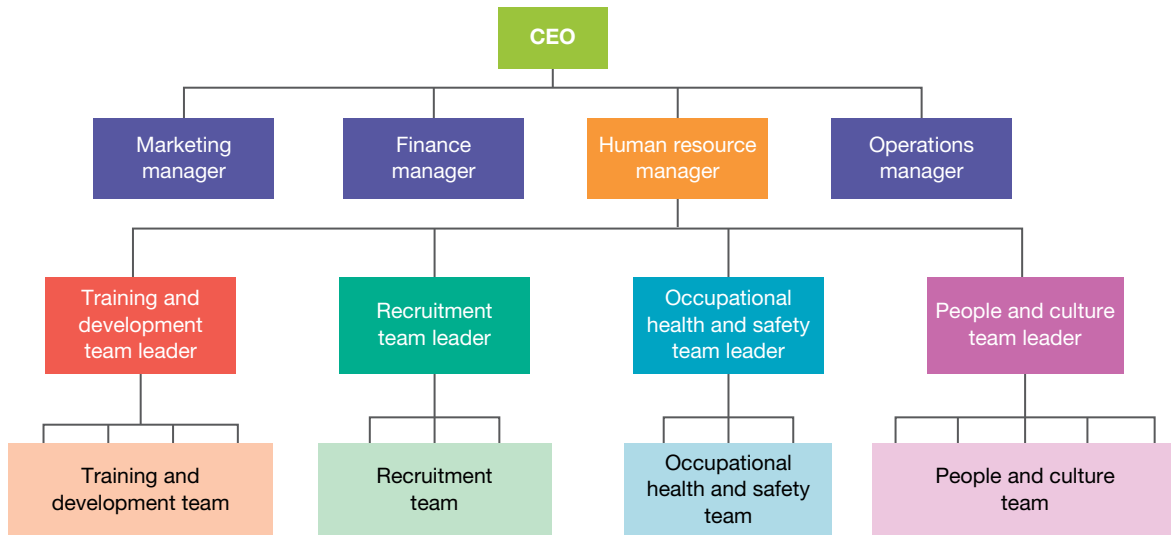 CEO
Marketing
manager
Finance
manager
Human resource
manager
Operations
manager
Training and
development
team leader
Recruitment
team leader
Occupational
health and safety
team leader
People and culture
team leader
Training and
development team
Recruitment
team
Occupational
health and safety
team
People and culture
team